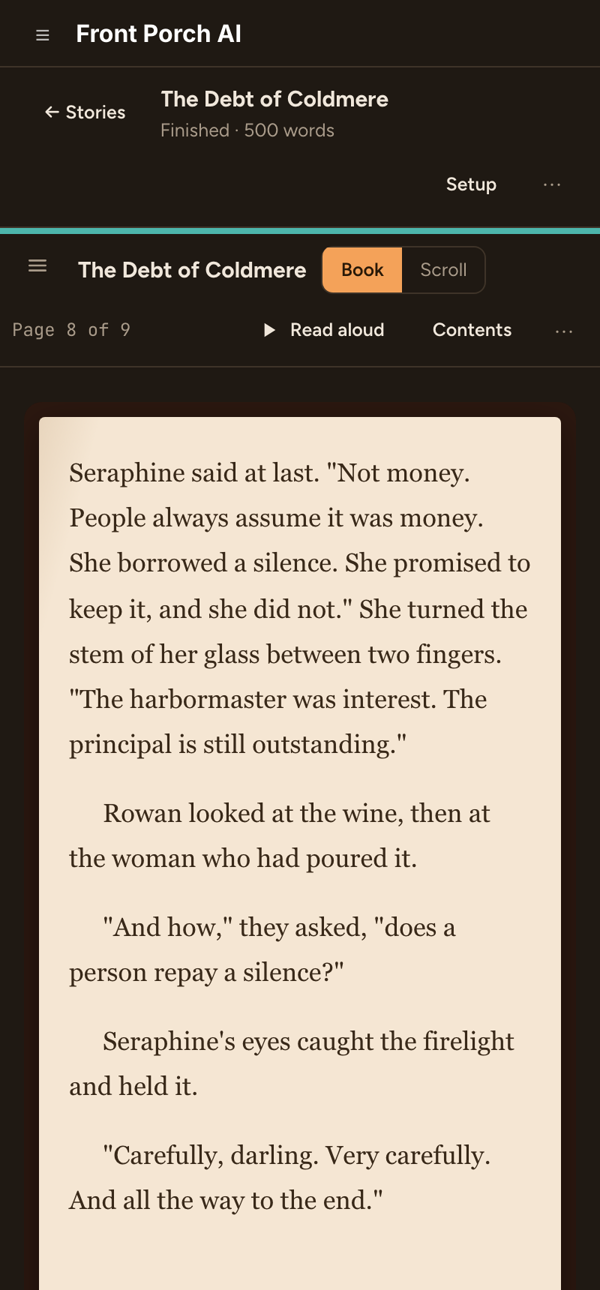 Front Porch AI
← Stories
The Debt of Coldmere
Finished · 500 words
Setup
···
The Debt of Coldmere
Book
Scroll
Page 8 of 9
Read aloud
Contents
···
Seraphine said at last. "Not money.
People always assume it was money.
She borrowed a silence. She promised to
keep it, and she did not." She turned the
stem of her glass between two fingers.
"The harbormaster was interest. The
principal is still outstanding."
Rowan looked at the wine, then at
the woman who had poured it.
"And how," they asked, "does a
person repay a silence?"
Seraphine's eyes caught the firelight
and held it.
"Carefully, darling. Very carefully.
And all the way to the end."